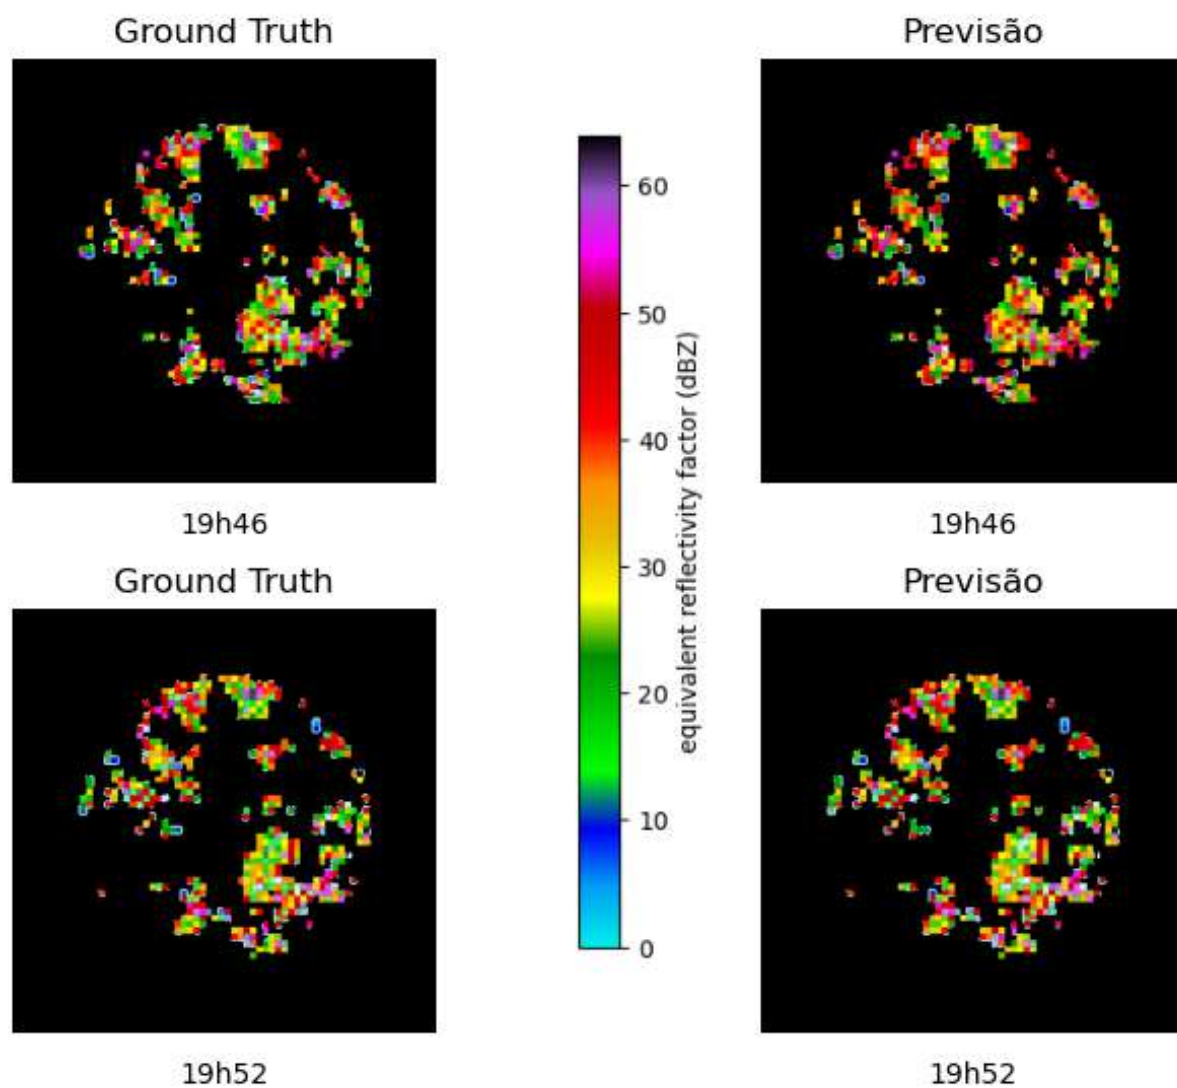 Ground Truth
Previsão
19h46
19h46
60
50
40
30
20
10
0
equivalent reflectivity factor (dBZ)
Ground Truth
Previsão
19h52
19h52